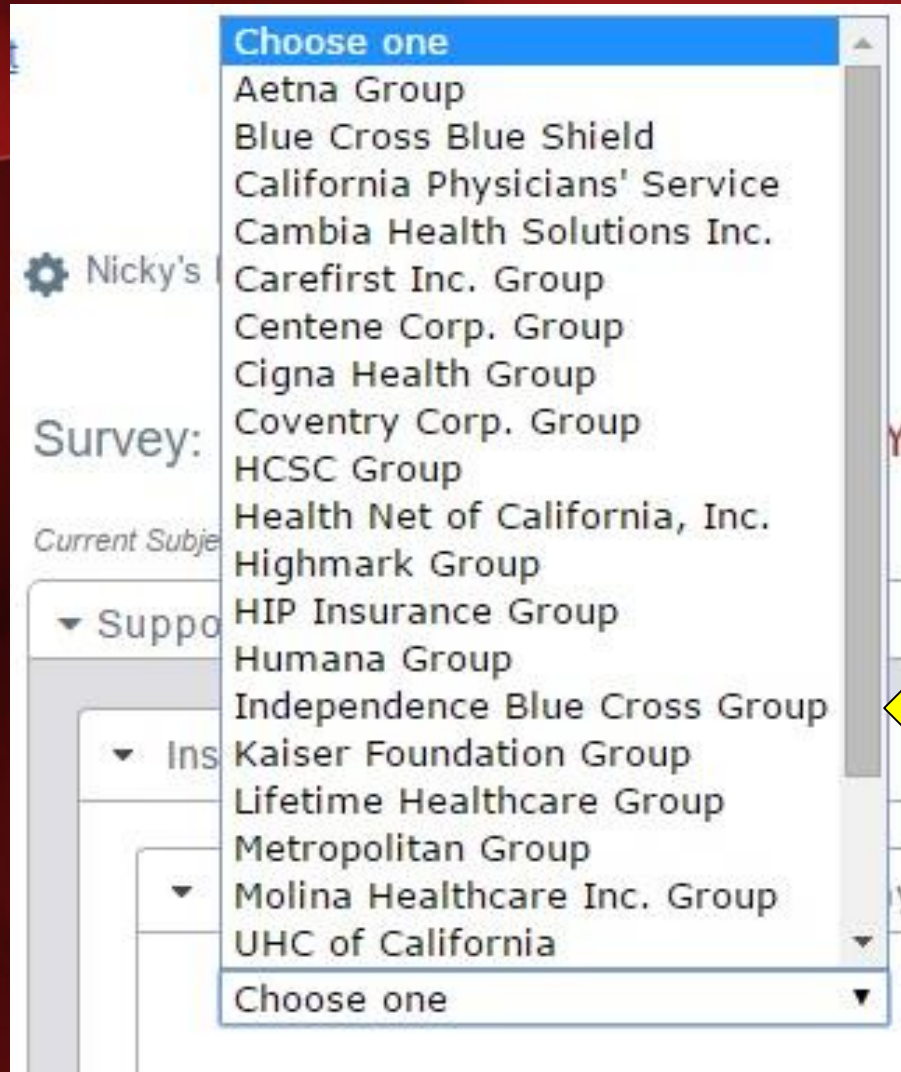 Choose one
Aetna Group
Blue Cross Blue Shield
California Physicians' Service
Cambia Health Solutions Inc.
Nicky's
Carefirst Inc. Group
Centene Corp. Group
Cigna Health Group
Survey:
Coventry Corp. Group
HCSC Group
Health Net of California, Inc.
Current Subje
Highmark Group
Suppo
HIP Insurance Group
Humana Group
Independence Blue Cross Group
Ins
Kaiser Foundation Group
Lifetime Healthcare Group
Metropolitan Group
Molina Healthcare Inc. Group
UHC of California
Choose one